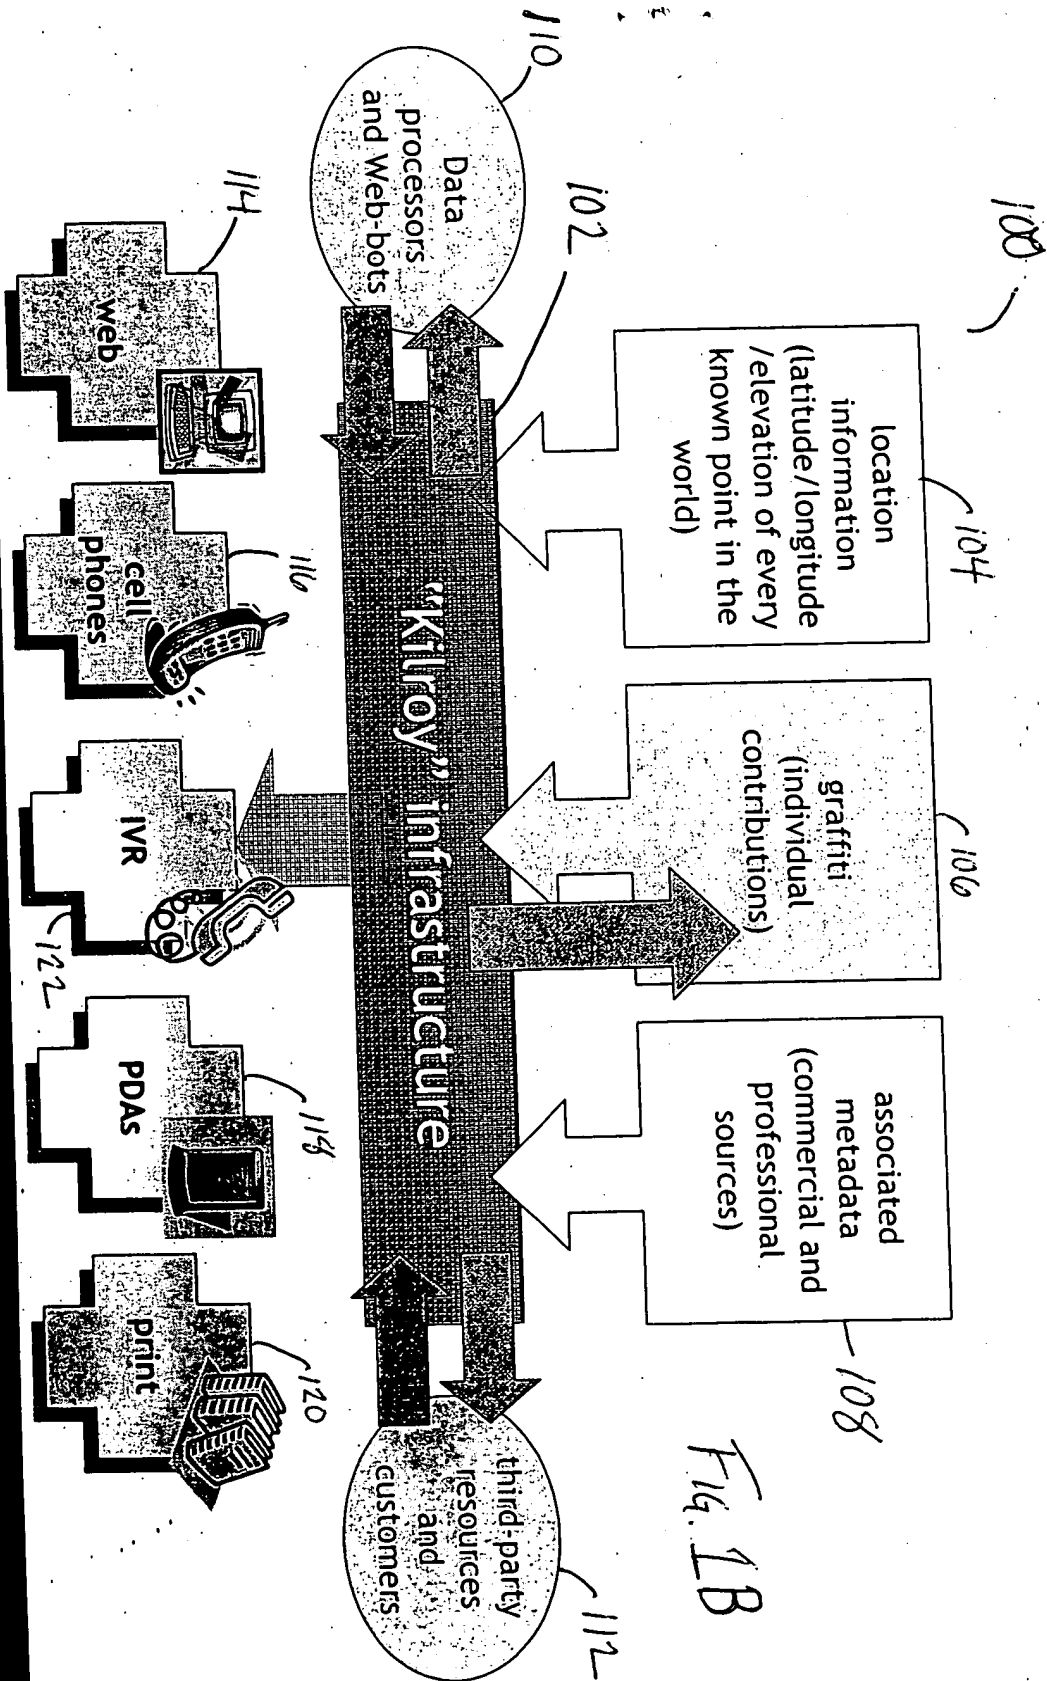 100
location
information
(latitude/longitude
/elevation of every
known point in the
world)
104
graffiti
(individual
contributions)
106
associated
metadata
(commercial and
professional
sources)
108
FIG. 1B
110
Data
processors
and Web-bots
102
"Kilroy" infrastructure
third-party
resources
and
customers
112
114
web
116
cell
phones
IVR
122
118
PDAs
120
print